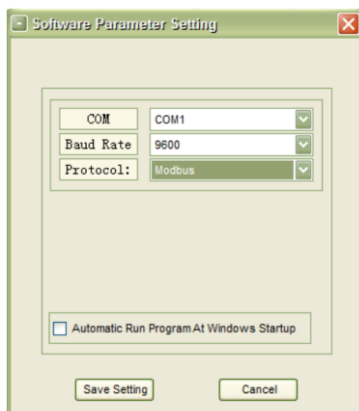 Software Parameter Setting
COM COM1
Baud Rate 9600
Protocol: Modbus
Automatic Run Program At Windows Startup
Save Setting Cancel